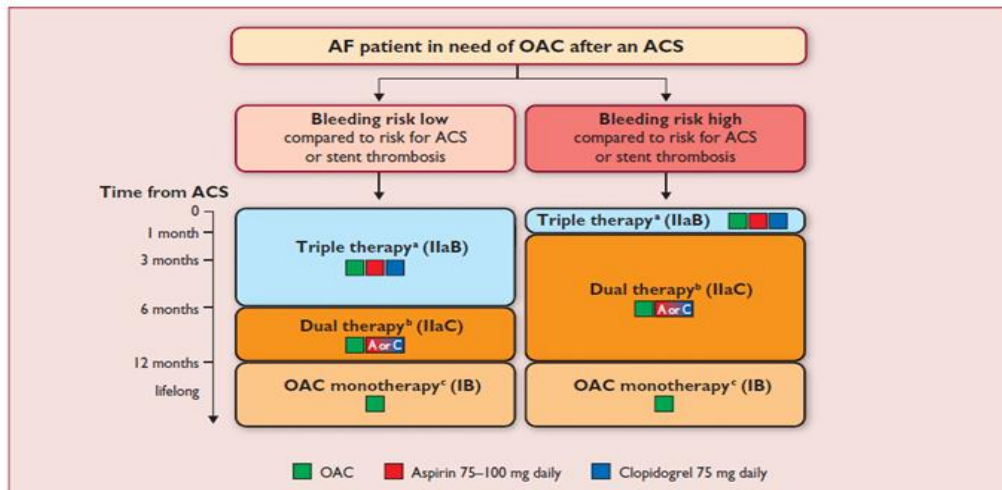 AF patient in need of OAC after an ACS
Bleeding risk low
compared to risk for ACS
or stent thrombosis
Bleeding risk high
compared to risk for ACS
or stent thrombosis
Time from ACS
0
1 month
3 months
6 months
12 months
lifelong
Triple therapyᵃ (IIaB)
Dual therapyᵇ (IIaC)
A or C
OAC monotherapyᶜ (IB)
Triple therapyᵃ (IIaB)
Dual therapyᵇ (IIaC)
A or C
OAC monotherapyᶜ (IB)
OAC
Aspirin 75–100 mg daily
Clopidogrel 75 mg daily